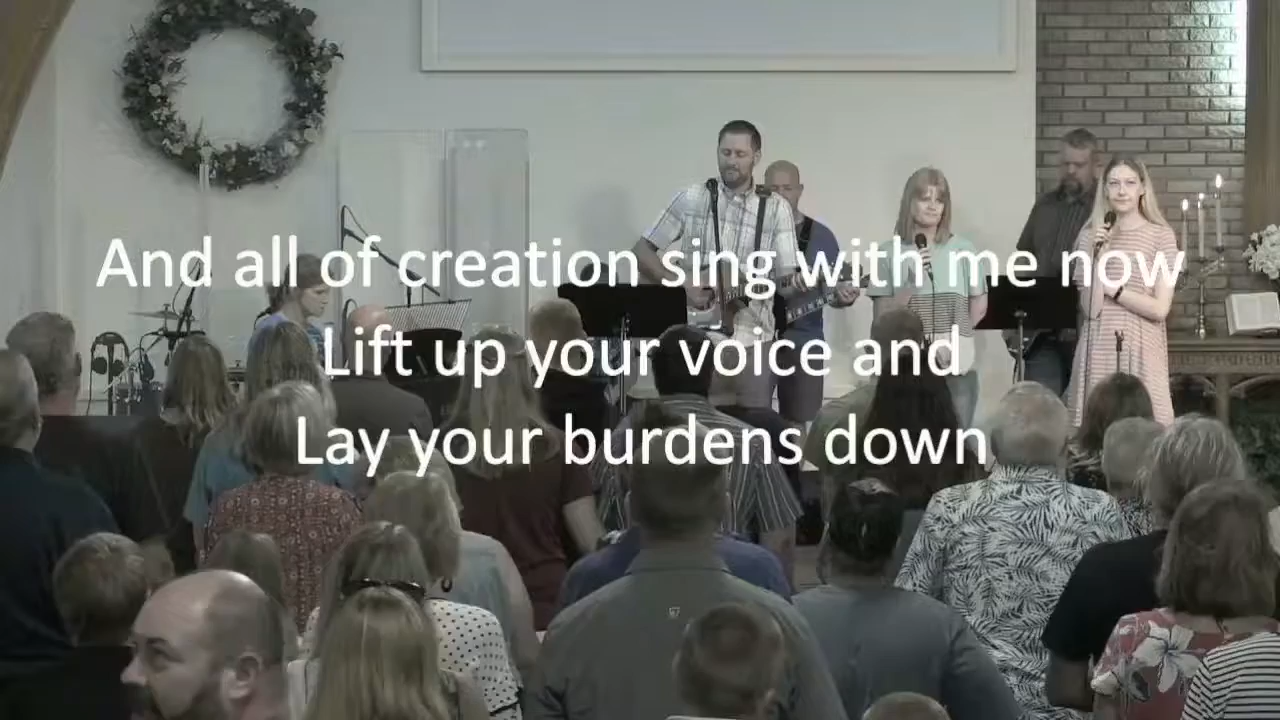 And all of creation sing with me now
Lift up your voice and
Lay your burdens down